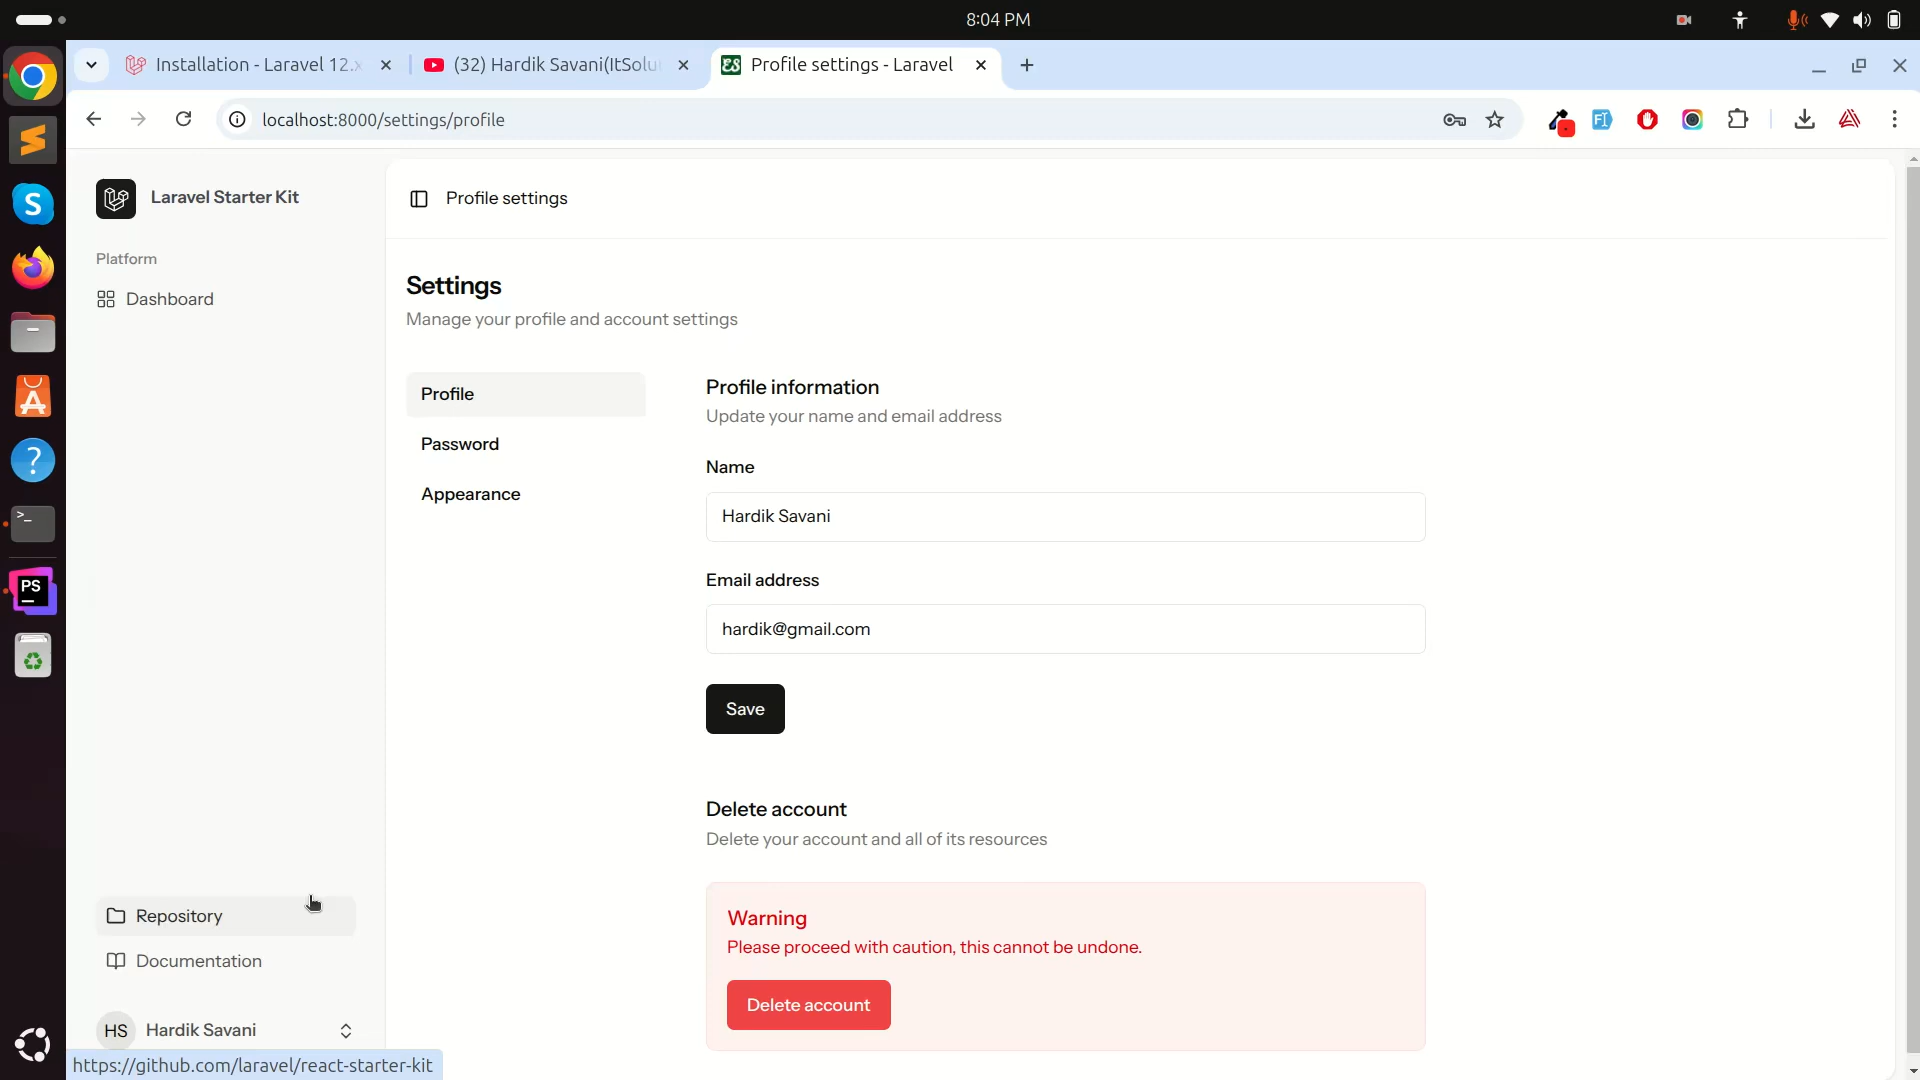 8:04 PM
Installation - Laravel 12.x
(32) Hardik Savani(ItSolu
Profile settings - Laravel
localhost:8000/settings/profile
Laravel Starter Kit
Profile settings
Platform
Dashboard
Settings
Manage your profile and account settings
Profile
Password
Appearance
Profile information
Update your name and email address
Name
Hardik Savani
Email address
hardik@gmail.com
Save
Delete account
Delete your account and all of its resources
Warning
Please proceed with caution, this cannot be undone.
Delete account
Repository
Documentation
HS Hardik Savani
https://github.com/laravel/react-starter-kit